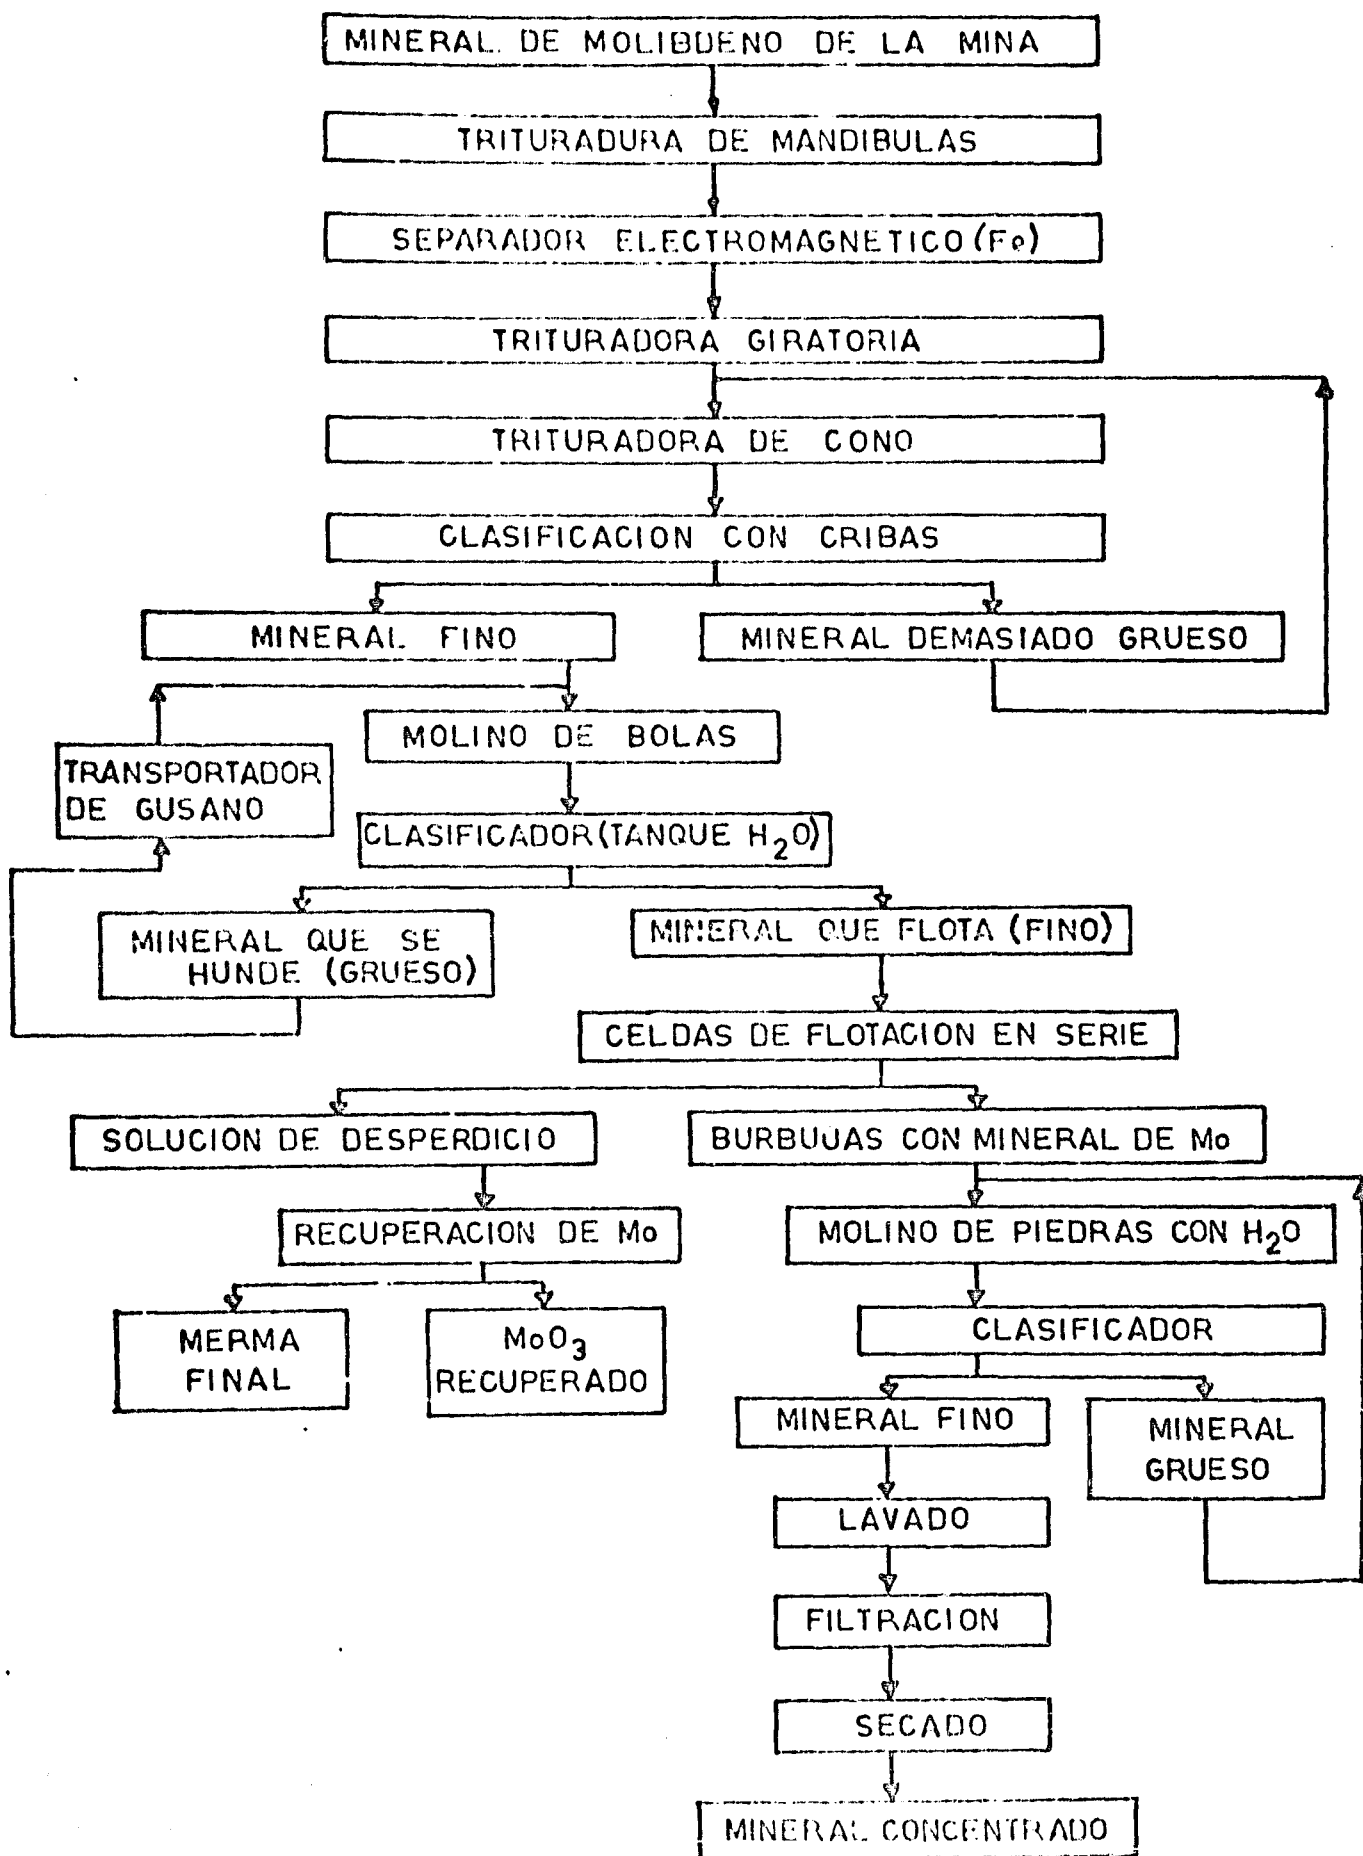 MINERAL DE MOLIBDENO DE LA MINA
TRITURADURA DE MANDIBULAS
SEPARADOR ELECTROMAGNETICO (Fe)
TRITURADORA GIRATORIA
TRITURADORA DE CONO
CLASIFICACION CON CRIBAS
MINERAL FINO
MINERAL DEMASIADO GRUESO
MOLINO DE BOLAS
TRANSPORTADOR
DE GUSANO
CLASIFICADOR (TANQUE H2O)
MINERAL QUE SE
HUNDE (GRUESO)
MINERAL QUE FLOTA (FINO)
CELDAS DE FLOTACION EN SERIE
SOLUCION DE DESPERDICIO
BURBUJAS CON MINERAL DE Mo
RECUPERACION DE Mo
MOLINO DE PIEDRAS CON H2O
MERMA
FINAL
MoO3
RECUPERADO
CLASIFICADOR
MINERAL FINO
MINERAL
GRUESO
LAVADO
FILTRACION
SECADO
MINERAL CONCENTRADO